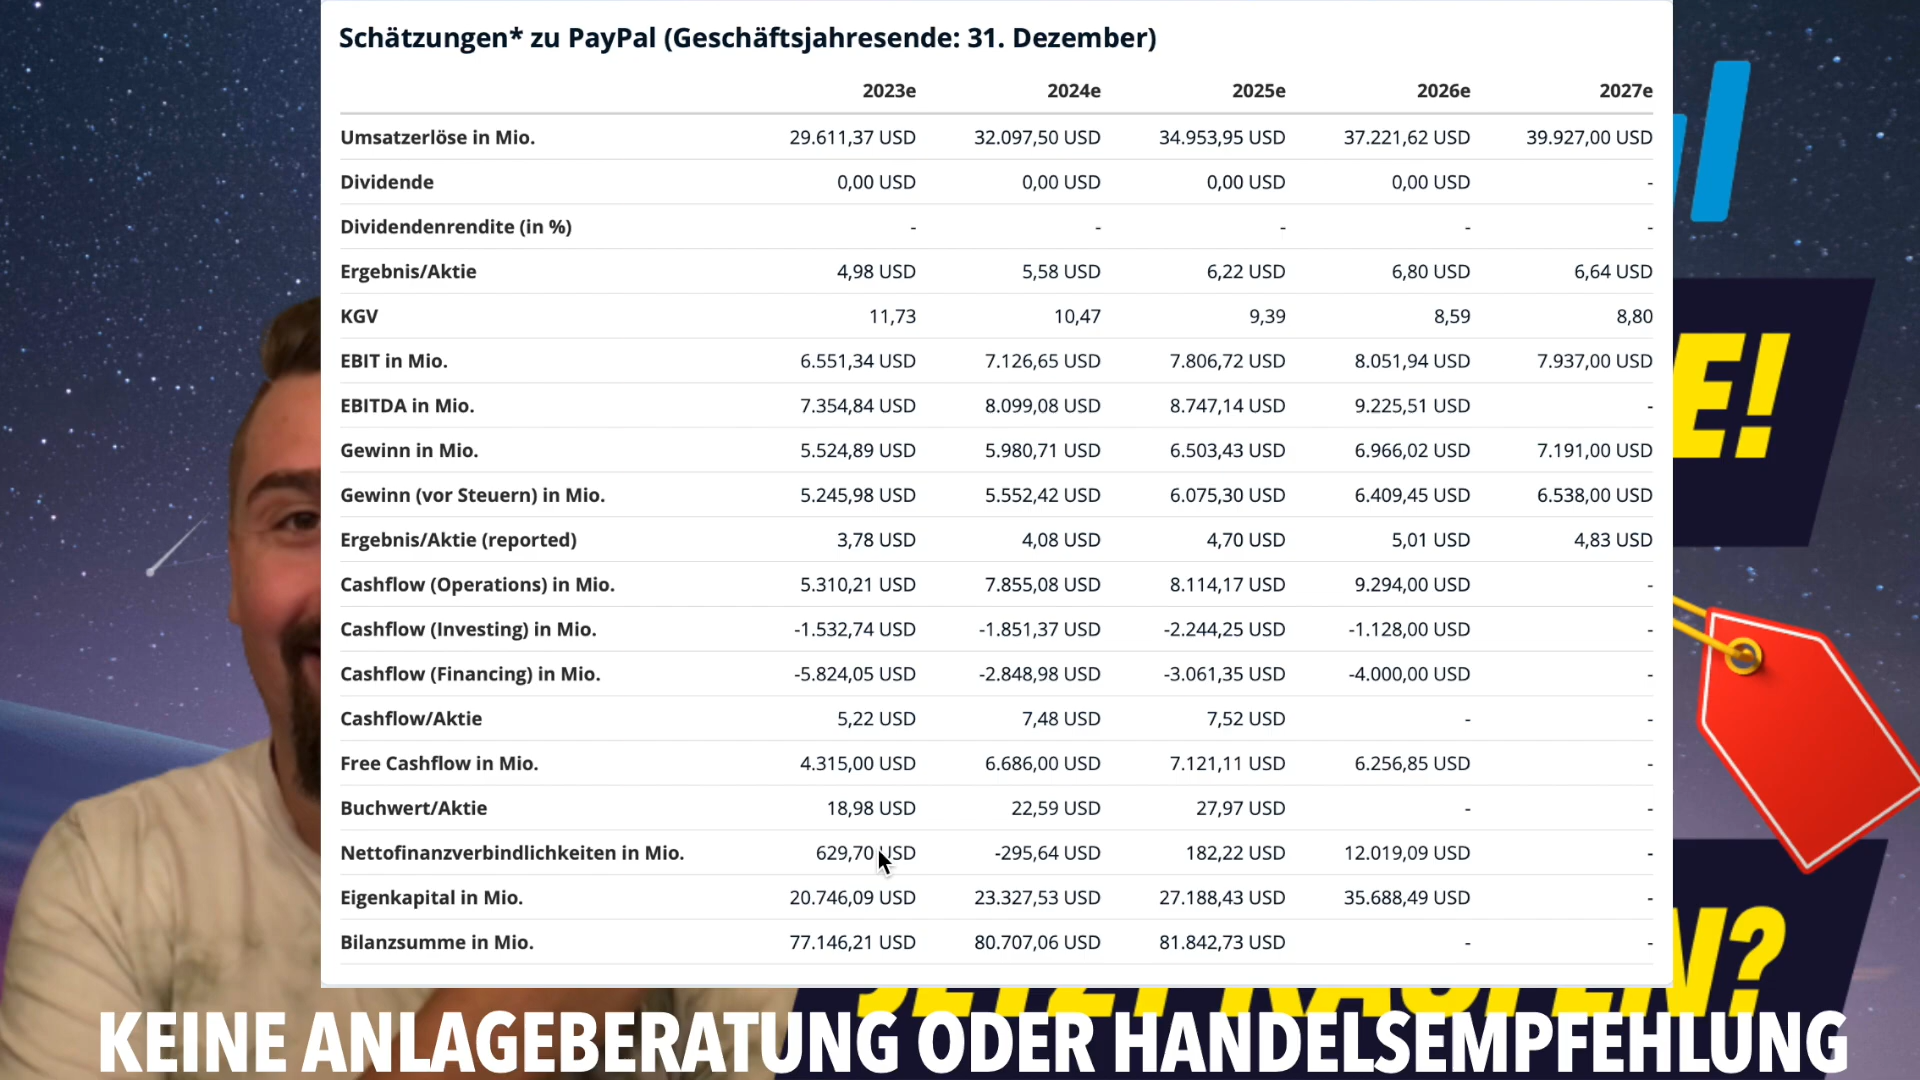 Schätzungen* zu PayPal (Geschäftsjahresende: 31. Dezember)
2023e 2024e 2025e 2026e 2027e
Umsatzerlöse in Mio. 29.611,37 USD 32.097,50 USD 34.953,95 USD 37.221,62 USD 39.927,00 USD
Dividende 0,00 USD 0,00 USD 0,00 USD 0,00 USD -
Dividendenrendite (in %) - - - - -
Ergebnis/Aktie 4,98 USD 5,58 USD 6,22 USD 6,80 USD 6,64 USD
KGV 11,73 10,47 9,39 8,59 8,80
EBIT in Mio. 6.551,34 USD 7.126,65 USD 7.806,72 USD 8.051,94 USD 7.937,00 USD
EBITDA in Mio. 7.354,84 USD 8.099,08 USD 8.747,14 USD 9.225,51 USD -
Gewinn in Mio. 5.524,89 USD 5.980,71 USD 6.503,43 USD 6.966,02 USD 7.191,00 USD
Gewinn (vor Steuern) in Mio. 5.245,98 USD 5.552,42 USD 6.075,30 USD 6.409,45 USD 6.538,00 USD
Ergebnis/Aktie (reported) 3,78 USD 4,08 USD 4,70 USD 5,01 USD 4,83 USD
Cashflow (Operations) in Mio. 5.310,21 USD 7.855,08 USD 8.114,17 USD 9.294,00 USD -
Cashflow (Investing) in Mio. -1.532,74 USD -1.851,37 USD -2.244,25 USD -1.128,00 USD -
Cashflow (Financing) in Mio. -5.824,05 USD -2.848,98 USD -3.061,35 USD -4.000,00 USD -
Cashflow/Aktie 5,22 USD 7,48 USD 7,52 USD - -
Free Cashflow in Mio. 4.315,00 USD 6.686,00 USD 7.121,11 USD 6.256,85 USD -
Buchwert/Aktie 18,98 USD 22,59 USD 27,97 USD - -
Nettofinanzverbindlichkeiten in Mio. 629,70 USD -295,64 USD 182,22 USD 12.019,09 USD -
Eigenkapital in Mio. 20.746,09 USD 23.327,53 USD 27.188,43 USD 35.688,49 USD -
Bilanzsumme in Mio. 77.146,21 USD 80.707,06 USD 81.842,73 USD - -
E!
JETZT KAUFEN?
KEINE ANLAGEBERATUNG ODER HANDELSEMPFEHLUNG